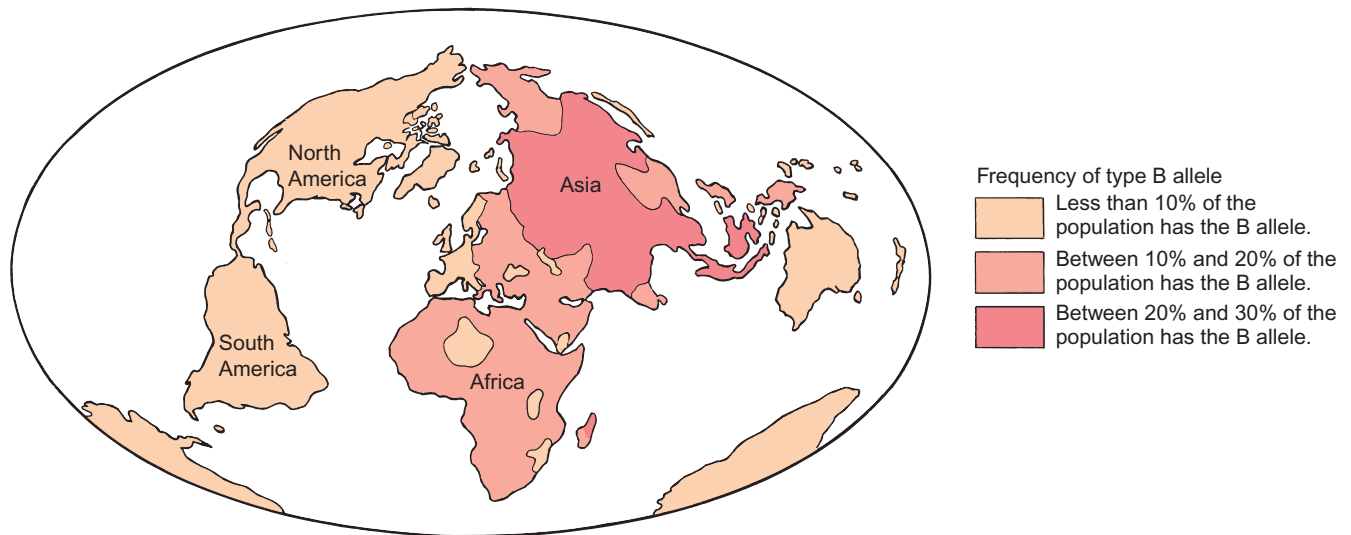 North
America
Asia
South
America
Africa
Frequency of type B allele
Less than 10% of the
population has the B allele.
Between 10% and 20% of the
population has the B allele.
Between 20% and 30% of the
population has the B allele.